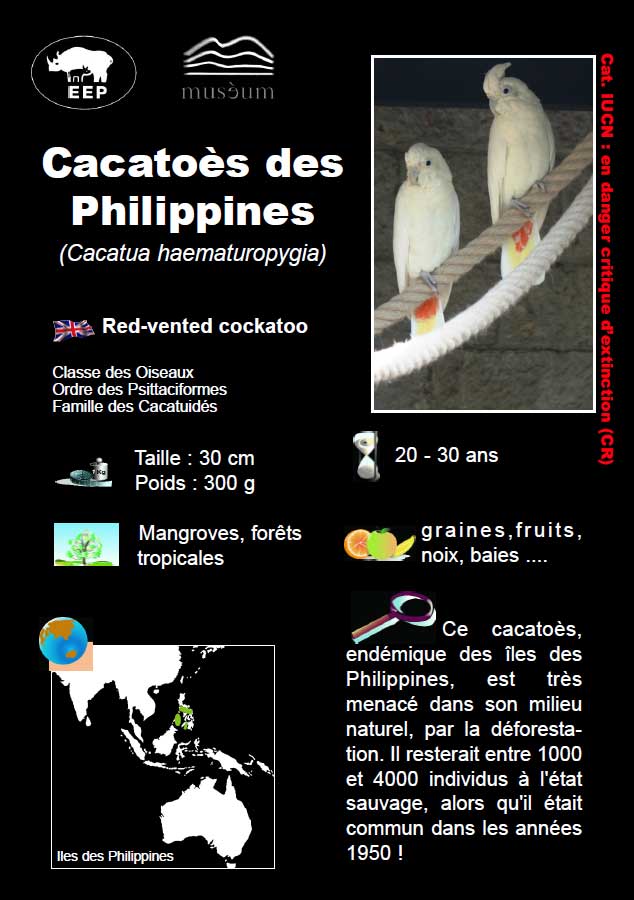 EEP
musèum
Cacatoès des
Philippines
(Cacatua haematuropygia)
Cat. IUCN : en danger critique d'extinction (CR)
Red-vented cockatoo
Classe des Oiseaux
Ordre des Psittaciformes
Famille des Cacatuidés
Taille : 30 cm
Poids : 300 g
20 - 30 ans
Mangroves, forêts
tropicales
graines,fruits,
noix, baies ....
Ce cacatoès,
endémique des îles des
Philippines, est très
menacé dans son milieu
naturel, par la déforesta-
tion. Il resterait entre 1000
et 4000 individus à l'état
sauvage, alors qu'il était
commun dans les années
1950 !
Iles des Philippines